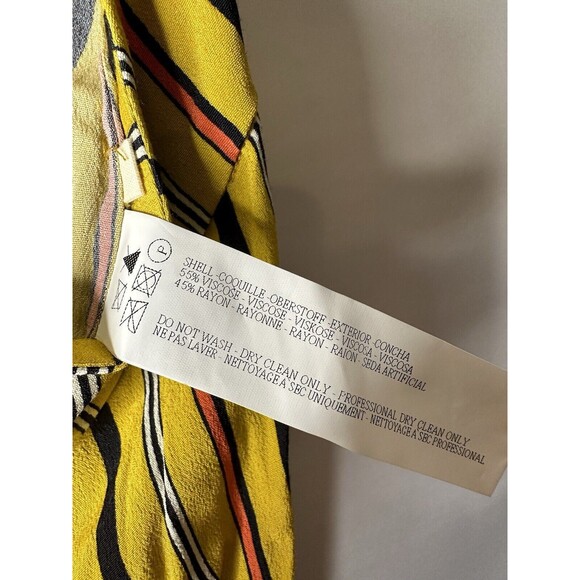 P
SHELL -COQUILLE -OBERSTOFF -EXTERIOR -CONCHA
55% VISCOSE - VISCOSE - VISKOSE - VISCOSA - VISCOSA
45% RAYON - RAYONNE - RAYON - RAION - SEDA ARTIFICIAL
DO NOT WASH - DRY CLEAN ONLY - PROFESSIONAL DRY CLEAN ONLY
NE PAS LAVER - NETTOYAGE A SEC UNIQUEMENT - NETTOYAGE A SEC PROFESSIONAL